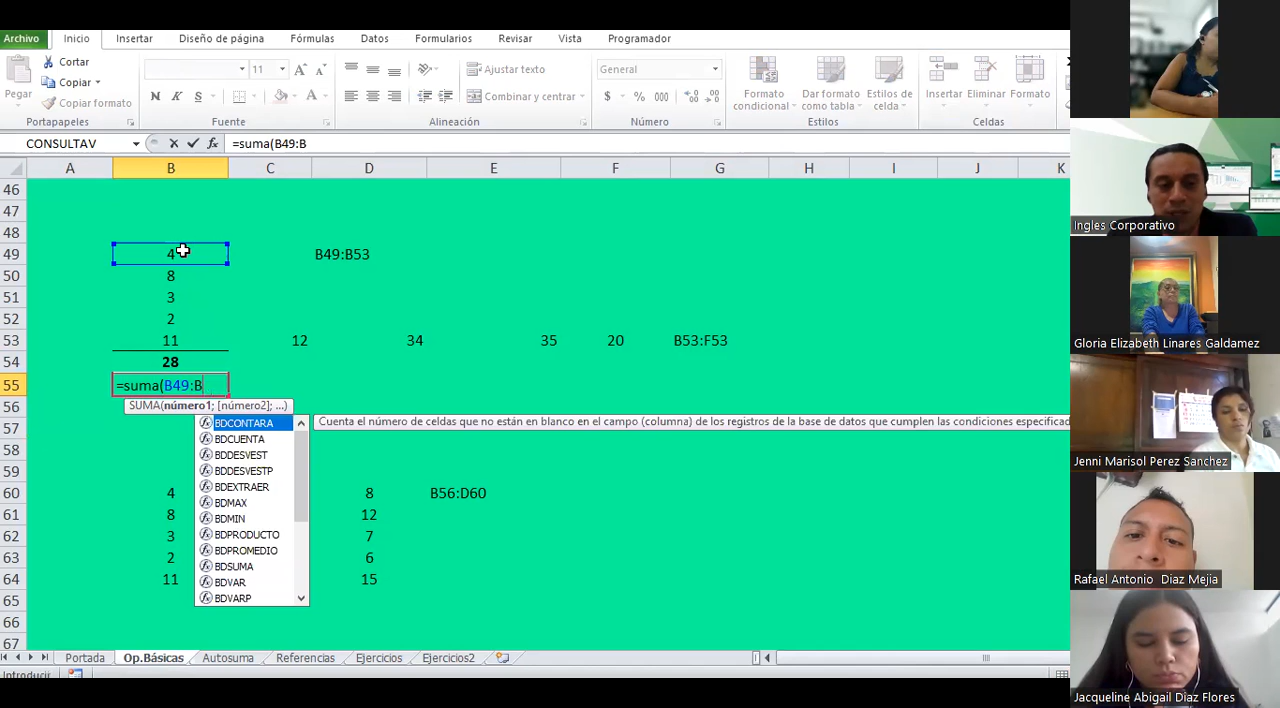 Archivo Inicio Insertar Diseño de página Fórmulas Datos Formularios Revisar Vista Programador
Pegar
Cortar
Copiar
Copiar formato
Portapapeles
11
N K S
Fuente
Ajustar texto
Combinar y centrar
Alineación
General
$ % 000
Número
Formato condicional
Dar formato como tabla
Estilos de celda
Estilos
Insertar Eliminar Formato
Celdas
CONSULTAV =suma(B49:B
A B C D E F G H I J K
46
47
48
49 4 B49:B53
50 8
51 3
52 2
53 11 12 34 35 20 B53:F53
54 28
55 =suma(B49:B
56 SUMA(número1; [número2]; ...)
57 BDCONTARA Cuenta el número de celdas que no están en blanco en el campo (columna) de los registros de la base de datos que cumplen las condiciones especificad
BDCUENTA
58 BDDESVEST
59 BDDESVESTP
BDEXTRAER
60 4 8 B56:D60
BDMAX
61 8 BDMIN 12
62 3 BDPRODUCTO 7
63 2 BDPROMEDIO 6
BDSUMA
64 11 BDVAR 15
65 BDVARP
66
67
Portada Op.Básicas Autosuma Referencias Ejercicios Ejercicios2
Ingles Corporativo
Gloria Elizabeth Linares Galdamez
Jenni Marisol Perez Sanchez
Rafael Antonio Diaz Mejia
Jacqueline Abigail Diaz Flores